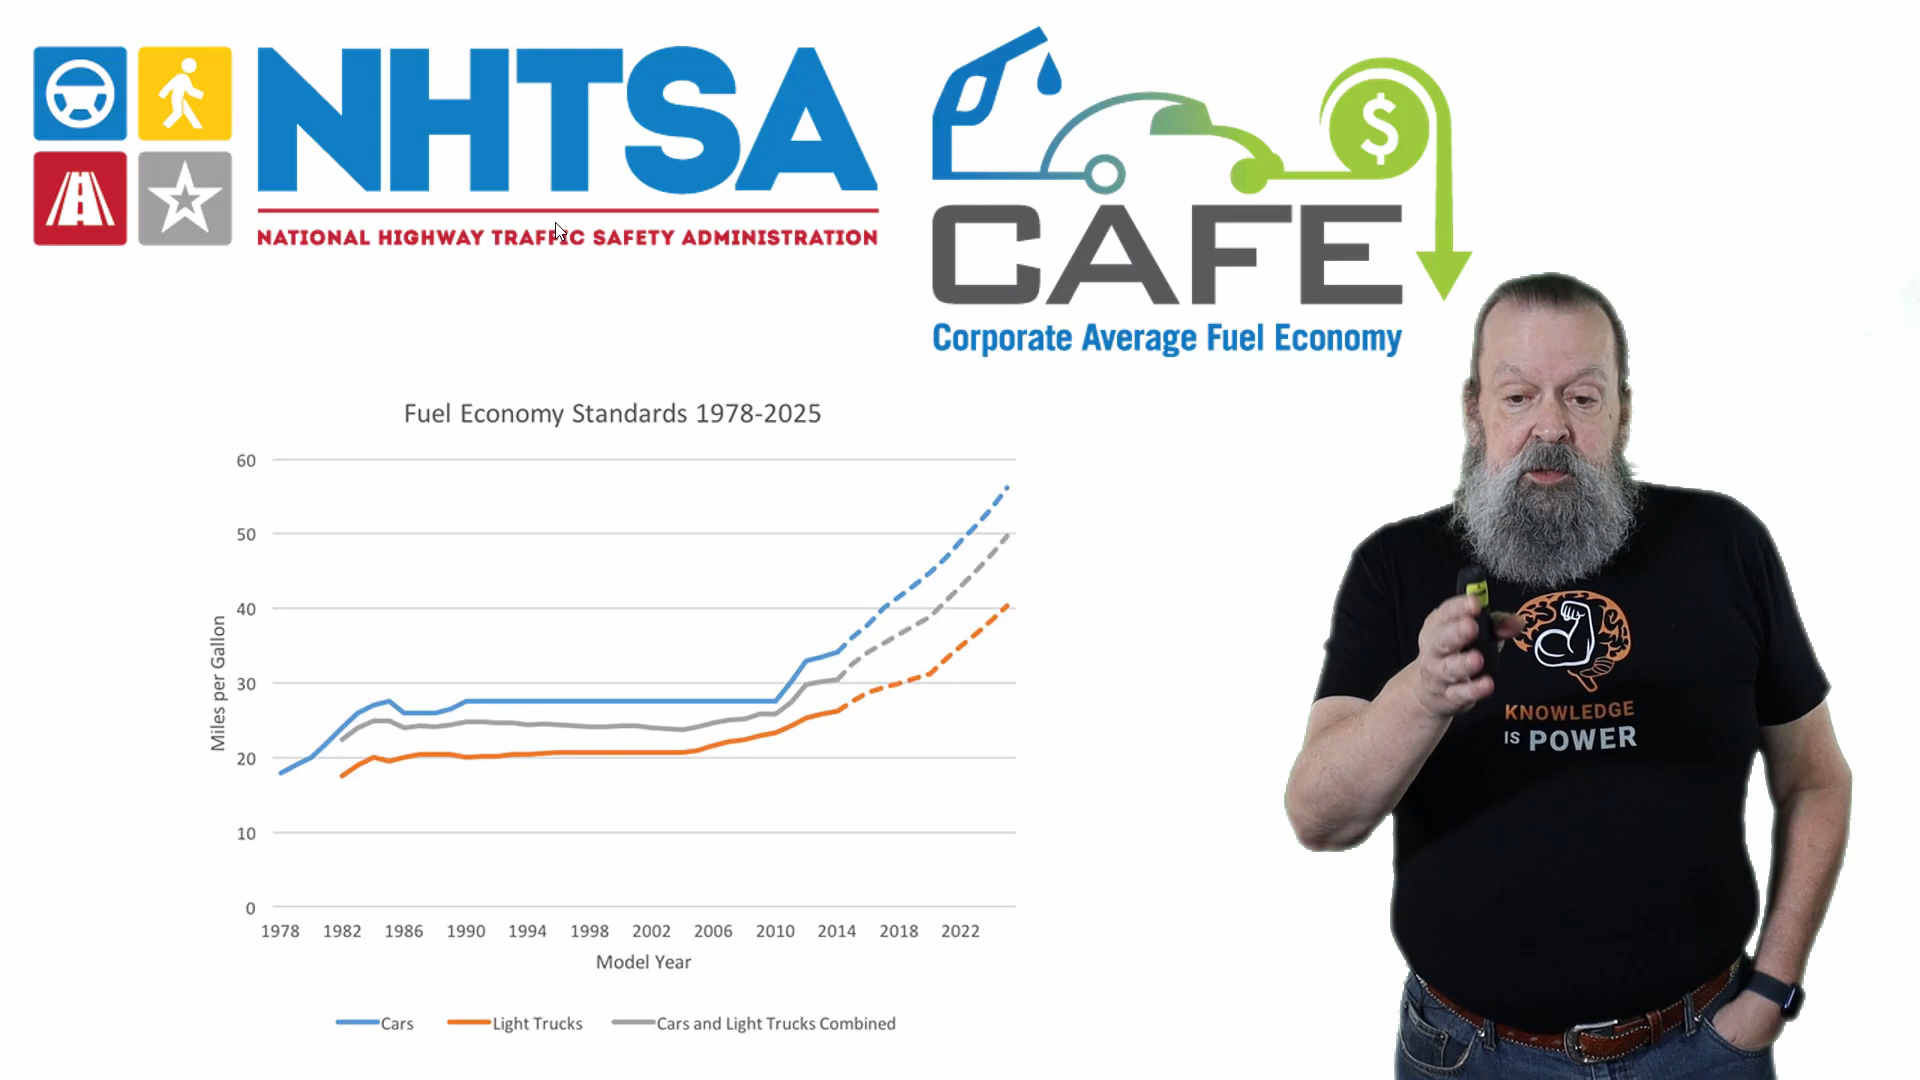 NHTSA
NATIONAL HIGHWAY TRAFFIC SAFETY ADMINISTRATION
$
CAFE
Corporate Average Fuel Economy
Fuel Economy Standards 1978-2025
60
50
40
30
20
10
0
Miles per Gallon
1978 1982 1986 1990 1994 1998 2002 2006 2010 2014 2018 2022
Model Year
Cars Light Trucks Cars and Light Trucks Combined
KNOWLEDGE
IS POWER